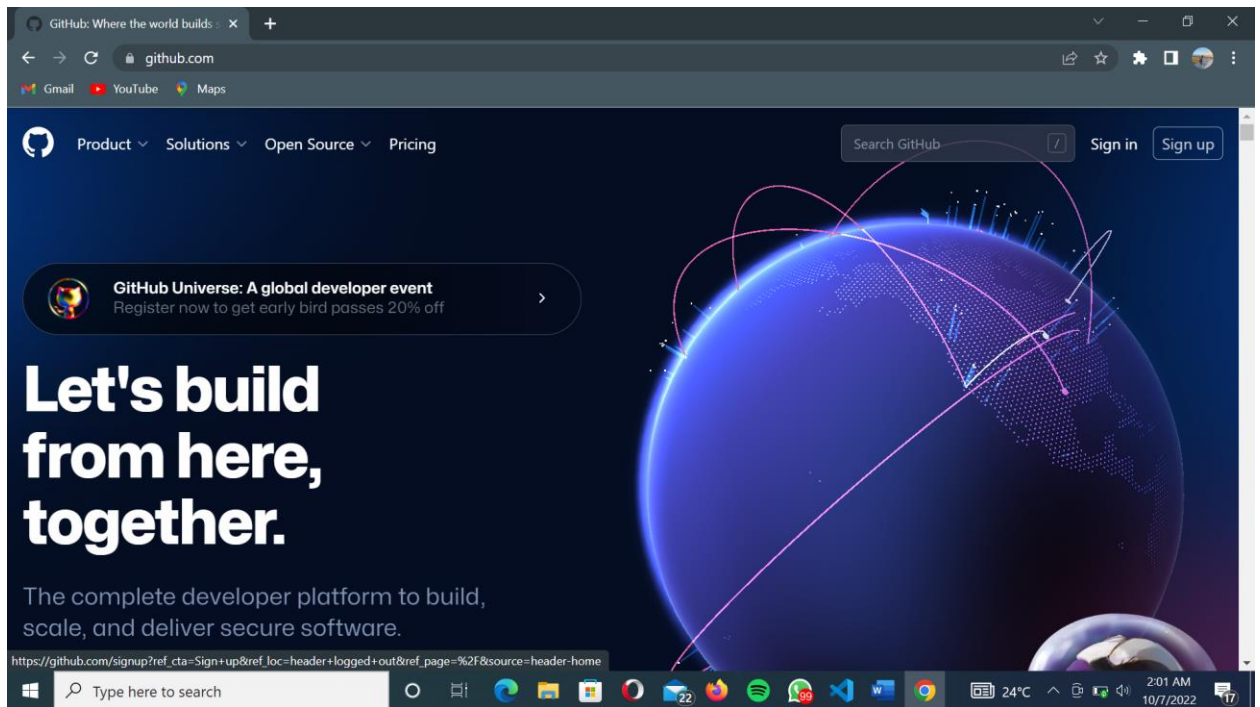 GitHub: Where the world builds s
github.com
Gmail YouTube Maps
Product Solutions Open Source Pricing Search GitHub / Sign in Sign up
GitHub Universe: A global developer event
Register now to get early bird passes 20% off
Let's build
from here,
together.
The complete developer platform to build,
scale, and deliver secure software.
https://github.com/signup?ref_cta=Sign+up&ref_loc=header+logged+out&ref_page=%2F&source=header-home
Type here to search 22 99 24°C 2:01 AM
10/7/2022 17